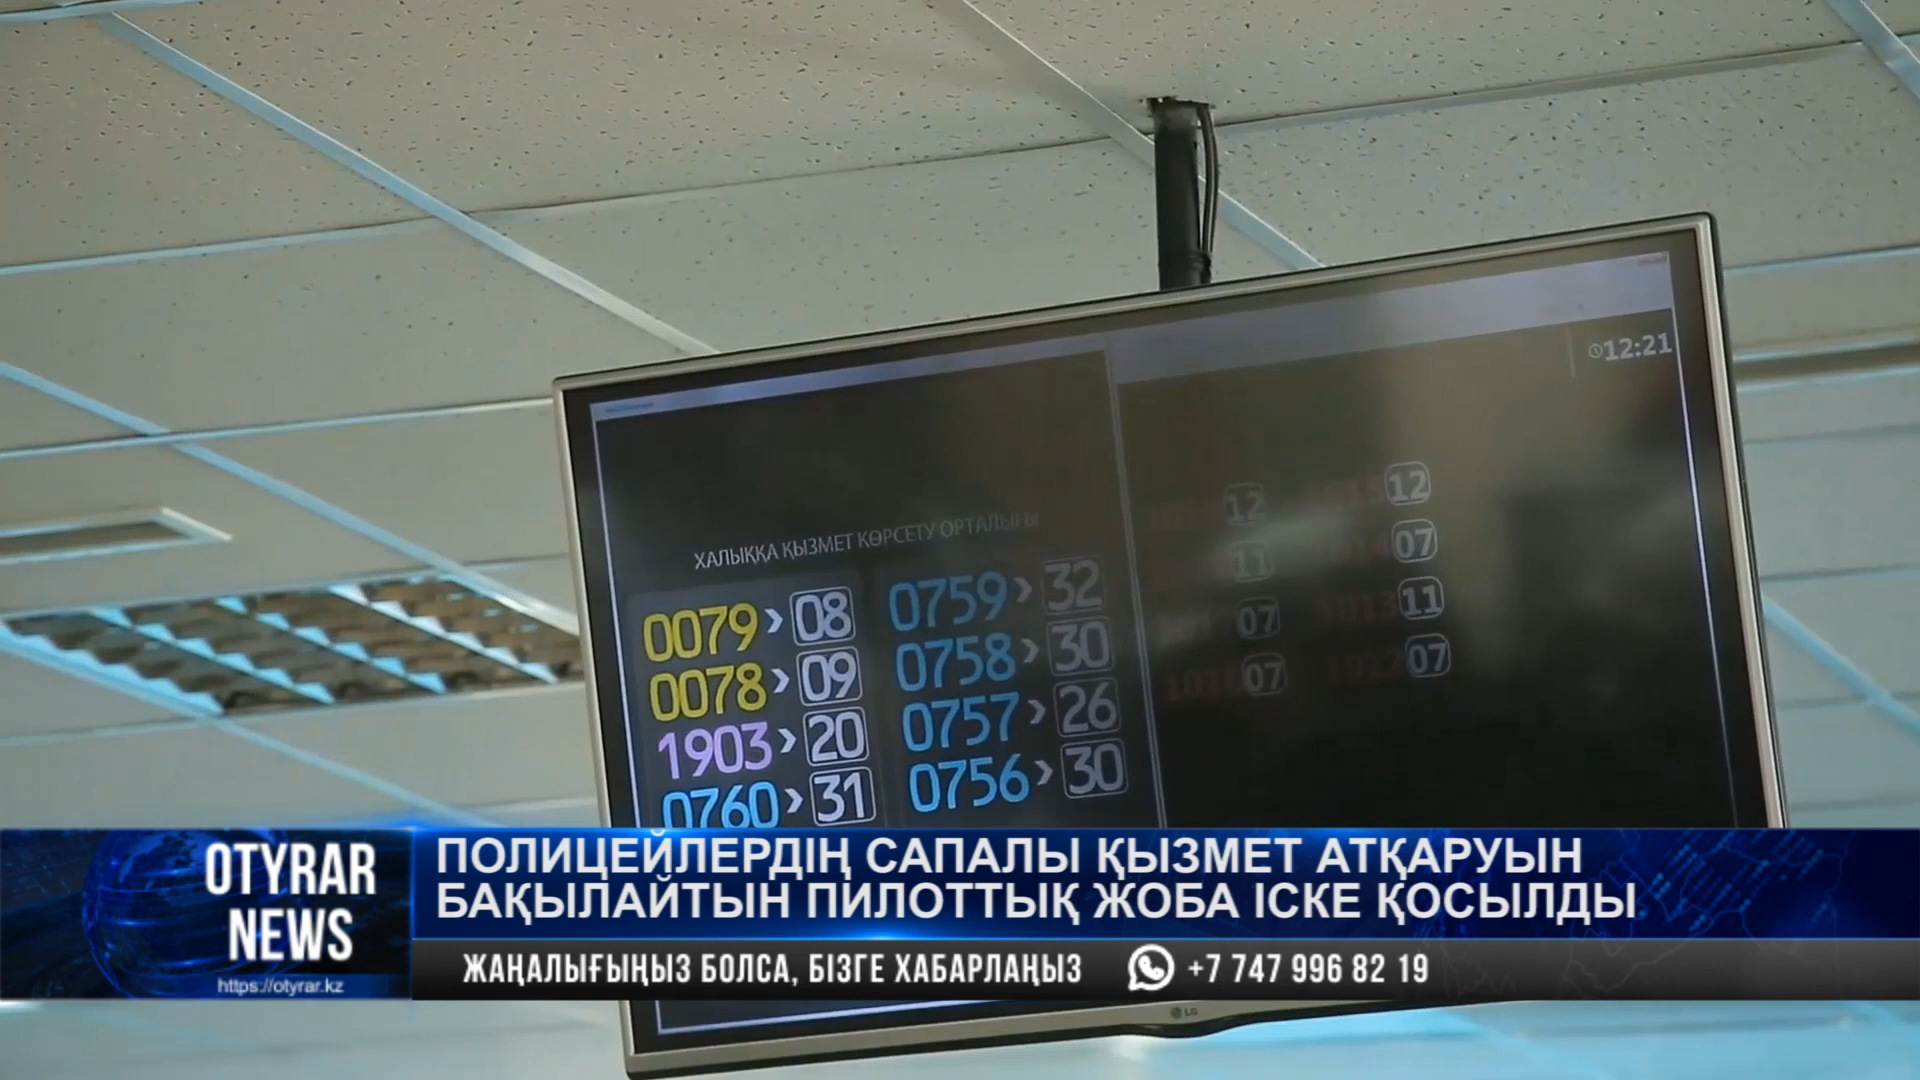 12:21
ХАЛЫҚҚА ҚЫЗМЕТ КӨРСЕТУ ОРТАЛЫҒЫ
0079 › 08
0078 › 09
1903 › 20
0760 › 31
0759 › 32
0758 › 30
0757 › 26
0756 › 30
12
11
07
07
12
07
11
07
LG
OTYRAR
NEWS
https://otyrar.kz
ПОЛИЦЕЙЛЕРДІҢ САПАЛЫ ҚЫЗМЕТ АТҚАРУЫН
БАҚЫЛАЙТЫН ПИЛОТТЫҚ ЖОБА ІСКЕ ҚОСЫЛДЫ
ЖАҢАЛЫҒЫҢЫЗ БОЛСА, БІЗГЕ ХАБАРЛАҢЫЗ +7 747 996 82 19